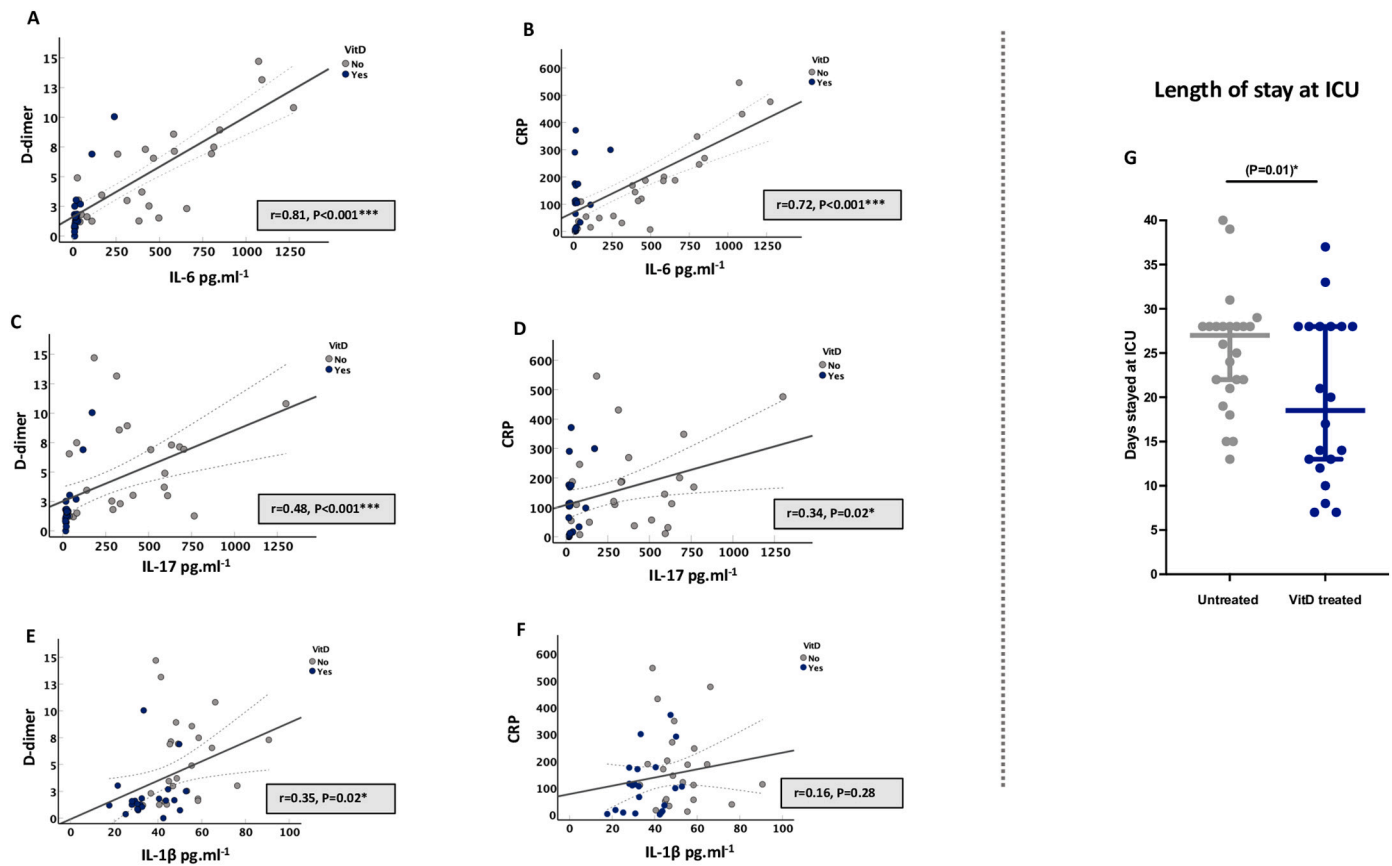 A
VitD
No
Yes
D-dimer
15
13
10
8
5
3
0
0 250 500 750 1000 1250
IL-6 pg.ml-1
r=0.81, P<0.001***
B
VitD
No
Yes
CRP
600
500
400
300
200
100
0
0 250 500 750 1000 1250
IL-6 pg.ml-1
r=0.72, P<0.001***
C
VitD
No
Yes
D-dimer
15
13
10
8
5
3
0
0 250 500 750 1000 1250
IL-17 pg.ml-1
r=0.48, P<0.001***
D
VitD
No
Yes
CRP
600
500
400
300
200
100
0
0 250 500 750 1000 1250
IL-17 pg.ml-1
r=0.34, P=0.02*
E
VitD
No
Yes
D-dimer
15
13
10
8
5
3
0
0 20 40 60 80 100
IL-1β pg.ml-1
r=0.35, P=0.02*
F
VitD
No
Yes
CRP
600
500
400
300
200
100
0
0 20 40 60 80 100
IL-1β pg.ml-1
r=0.16, P=0.28
Length of stay at ICU
G
(P=0.01)*
Days stayed at ICU
40
35
30
25
20
15
10
5
0
Untreated VitD treated